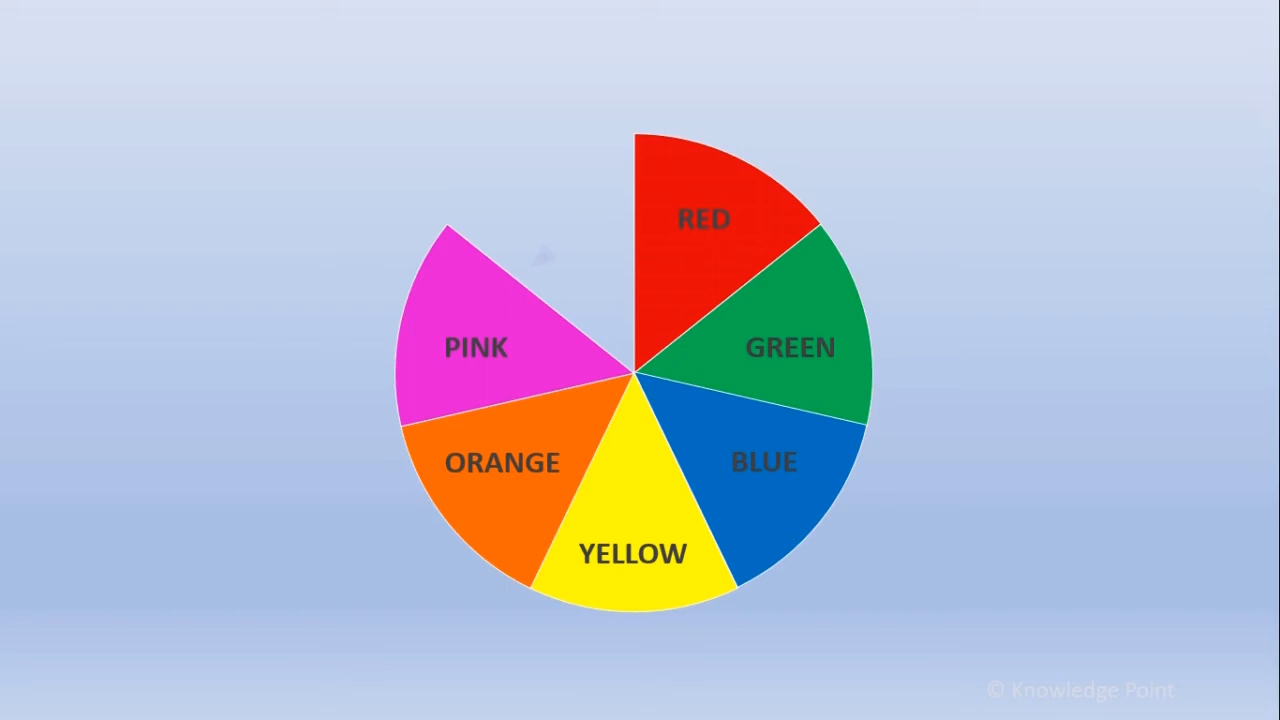 RED
PINK
GREEN
ORANGE
BLUE
YELLOW
© Knowledge Point